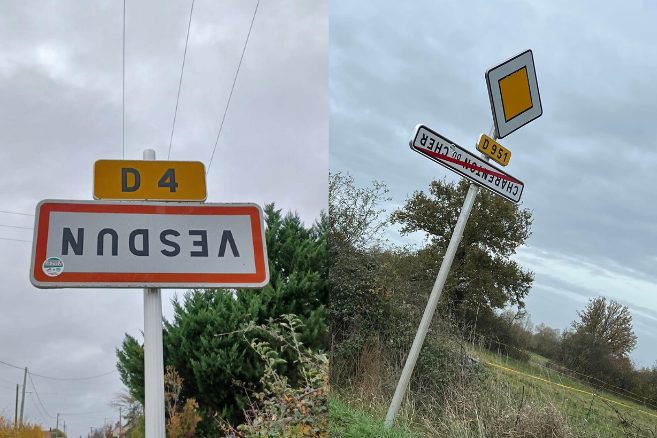 D 4
VESDUN
D 951
CHARENTON DU CHER